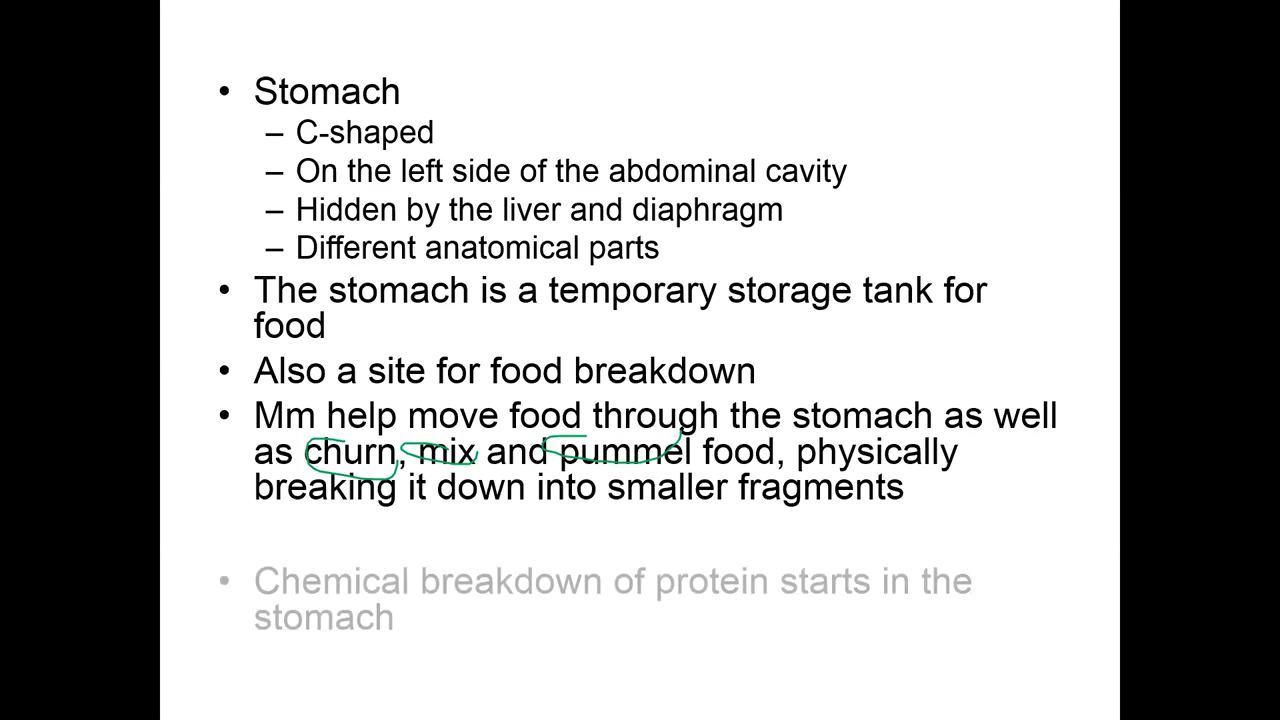 • Stomach
– C-shaped
– On the left side of the abdominal cavity
– Hidden by the liver and diaphragm
– Different anatomical parts
• The stomach is a temporary storage tank for
food
• Also a site for food breakdown
• Mm help move food through the stomach as well
as churn, mix and pummel food, physically
breaking it down into smaller fragments
• Chemical breakdown of protein starts in the
stomach